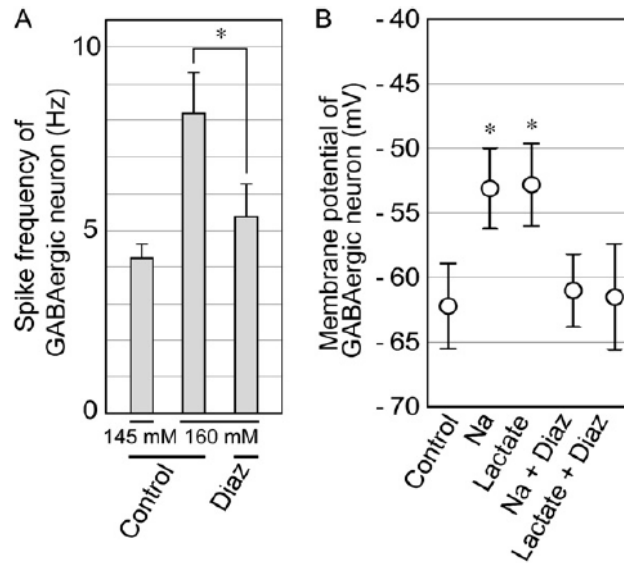 A
Spike frequency of
GABAergic neuron (Hz)
10
5
0
*
145 mM
160 mM
Control
Diaz
B
Membrane potential of
GABAergic neuron (mV)
- 40
- 45
- 50
- 55
- 60
- 65
- 70
*
*
Control
Na
Lactate
Na + Diaz
Lactate + Diaz